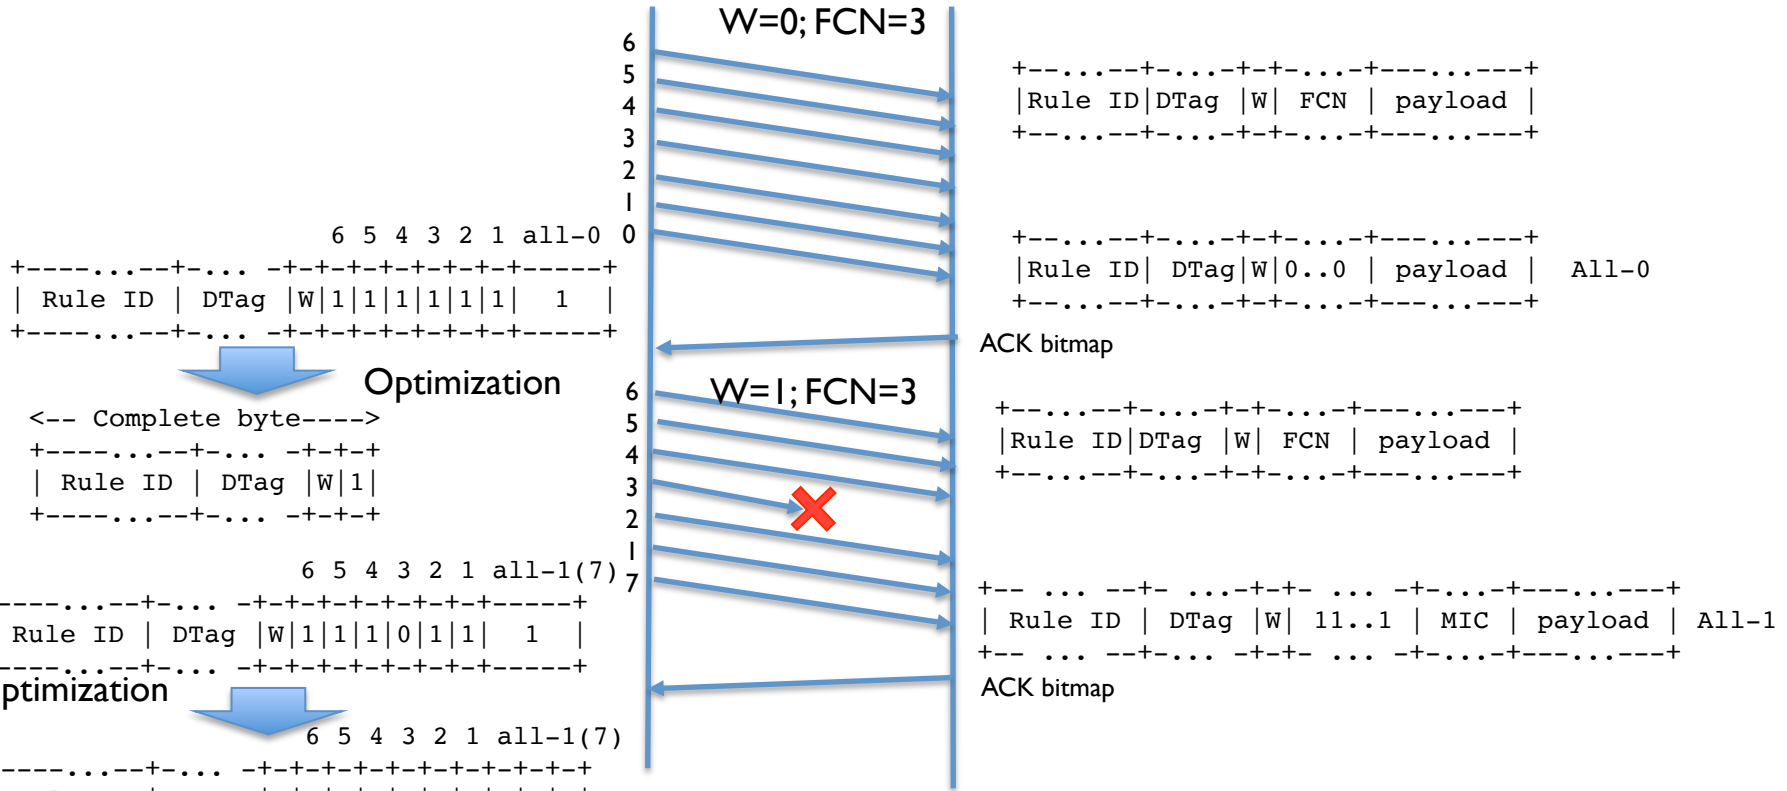 W=0; FCN=3
6
5
4
3
2
1
0
+--...--+-...-+-+-...-+---...---+
|Rule ID|DTag |W| FCN | payload |
+--...--+-...-+-+-...-+---...---+
6 5 4 3 2 1 all-0
+----...--+-... -+-+-+-+-+-+-+-+-----+
| Rule ID | DTag |W|1|1|1|1|1|1| 1 |
+----...--+-... -+-+-+-+-+-+-+-+-----+
+--...--+-...-+-+-...-+---...---+
|Rule ID| DTag|W|0..0 | payload | All-0
+--...--+-...-+-+-...-+---...---+
ACK bitmap
Optimization
<-- Complete byte---->
+----...--+-... -+-+-+
| Rule ID | DTag |W|1|
+----...--+-... -+-+-+
W=1; FCN=3
6
5
4
3
2
1
7
+--...--+-...-+-+-...-+---...---+
|Rule ID|DTag |W| FCN | payload |
+--...--+-...-+-+-...-+---...---+
6 5 4 3 2 1 all-1(7)
----...--+-... -+-+-+-+-+-+-+-+-----+
Rule ID | DTag |W|1|1|1|0|1|1| 1 |
----...--+-... -+-+-+-+-+-+-+-+-----+
+-- ... --+- ...-+-+- ... -+-...-+---...---+
| Rule ID | DTag |W| 11..1 | MIC | payload | All-1
+-- ... --+-... -+-+- ... -+-...-+---...---+
ACK bitmap
ptimization
6 5 4 3 2 1 all-1(7)
----...--+-... -+-+-+-+-+-+-+-+-+-+-+